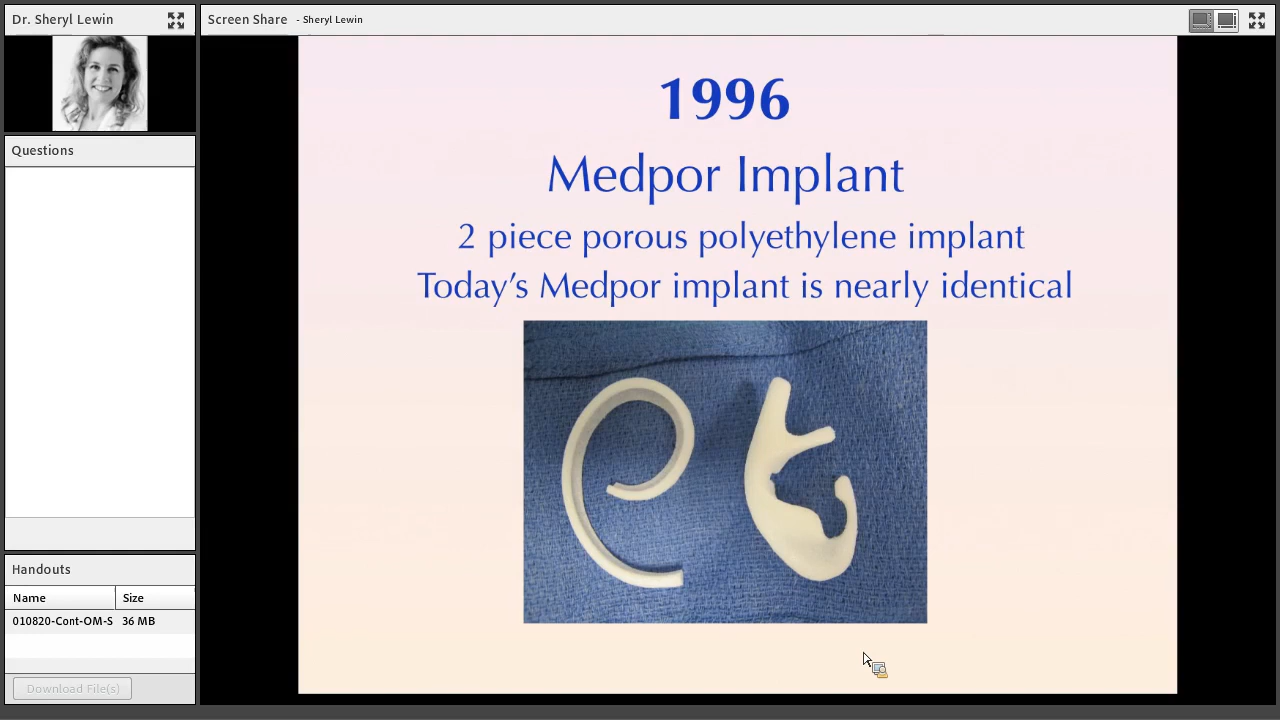 Dr. Sheryl Lewin
Screen Share - Sheryl Lewin
Questions
1996
Medpor Implant
2 piece porous polyethylene implant
Today’s Medpor implant is nearly identical
Handouts
Name Size
010820-Cont-OM-S 36 MB
Download File(s)